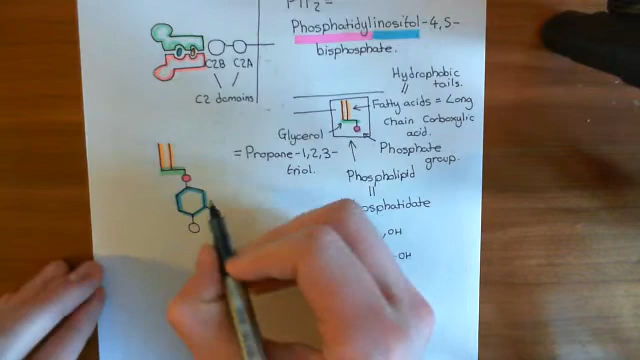 Phosphatidylinositol-4,5-
bisphosphate.
C2B C2A
C2 domains
Hydrophobic
tails.
Fatty acids = Long
chain Carboxylic
acid.
Glycerol
= Propane-1,2,3-
triol.
Phosphate
group.
Phospholipid
=
osphatidate
OH
OH